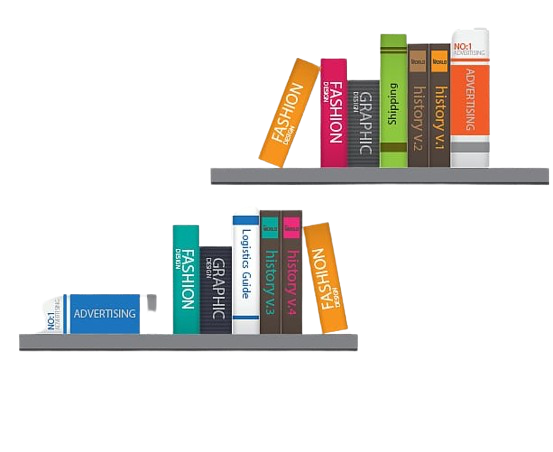 FASHION
DESIGN
FASHION
DESIGN
GRAPHIC
DESIGN
Shipping
WORLD
history v.2
WORLD
history v.1
NO:1
ADVERTISING
ADVERTISING
NO:1
ADVERTISING
ADVERTISING
FASHION
DESIGN
GRAPHIC
DESIGN
Logistics Guide
WORLD
history v.3
WORLD
history v.4
FASHION
DESIGN